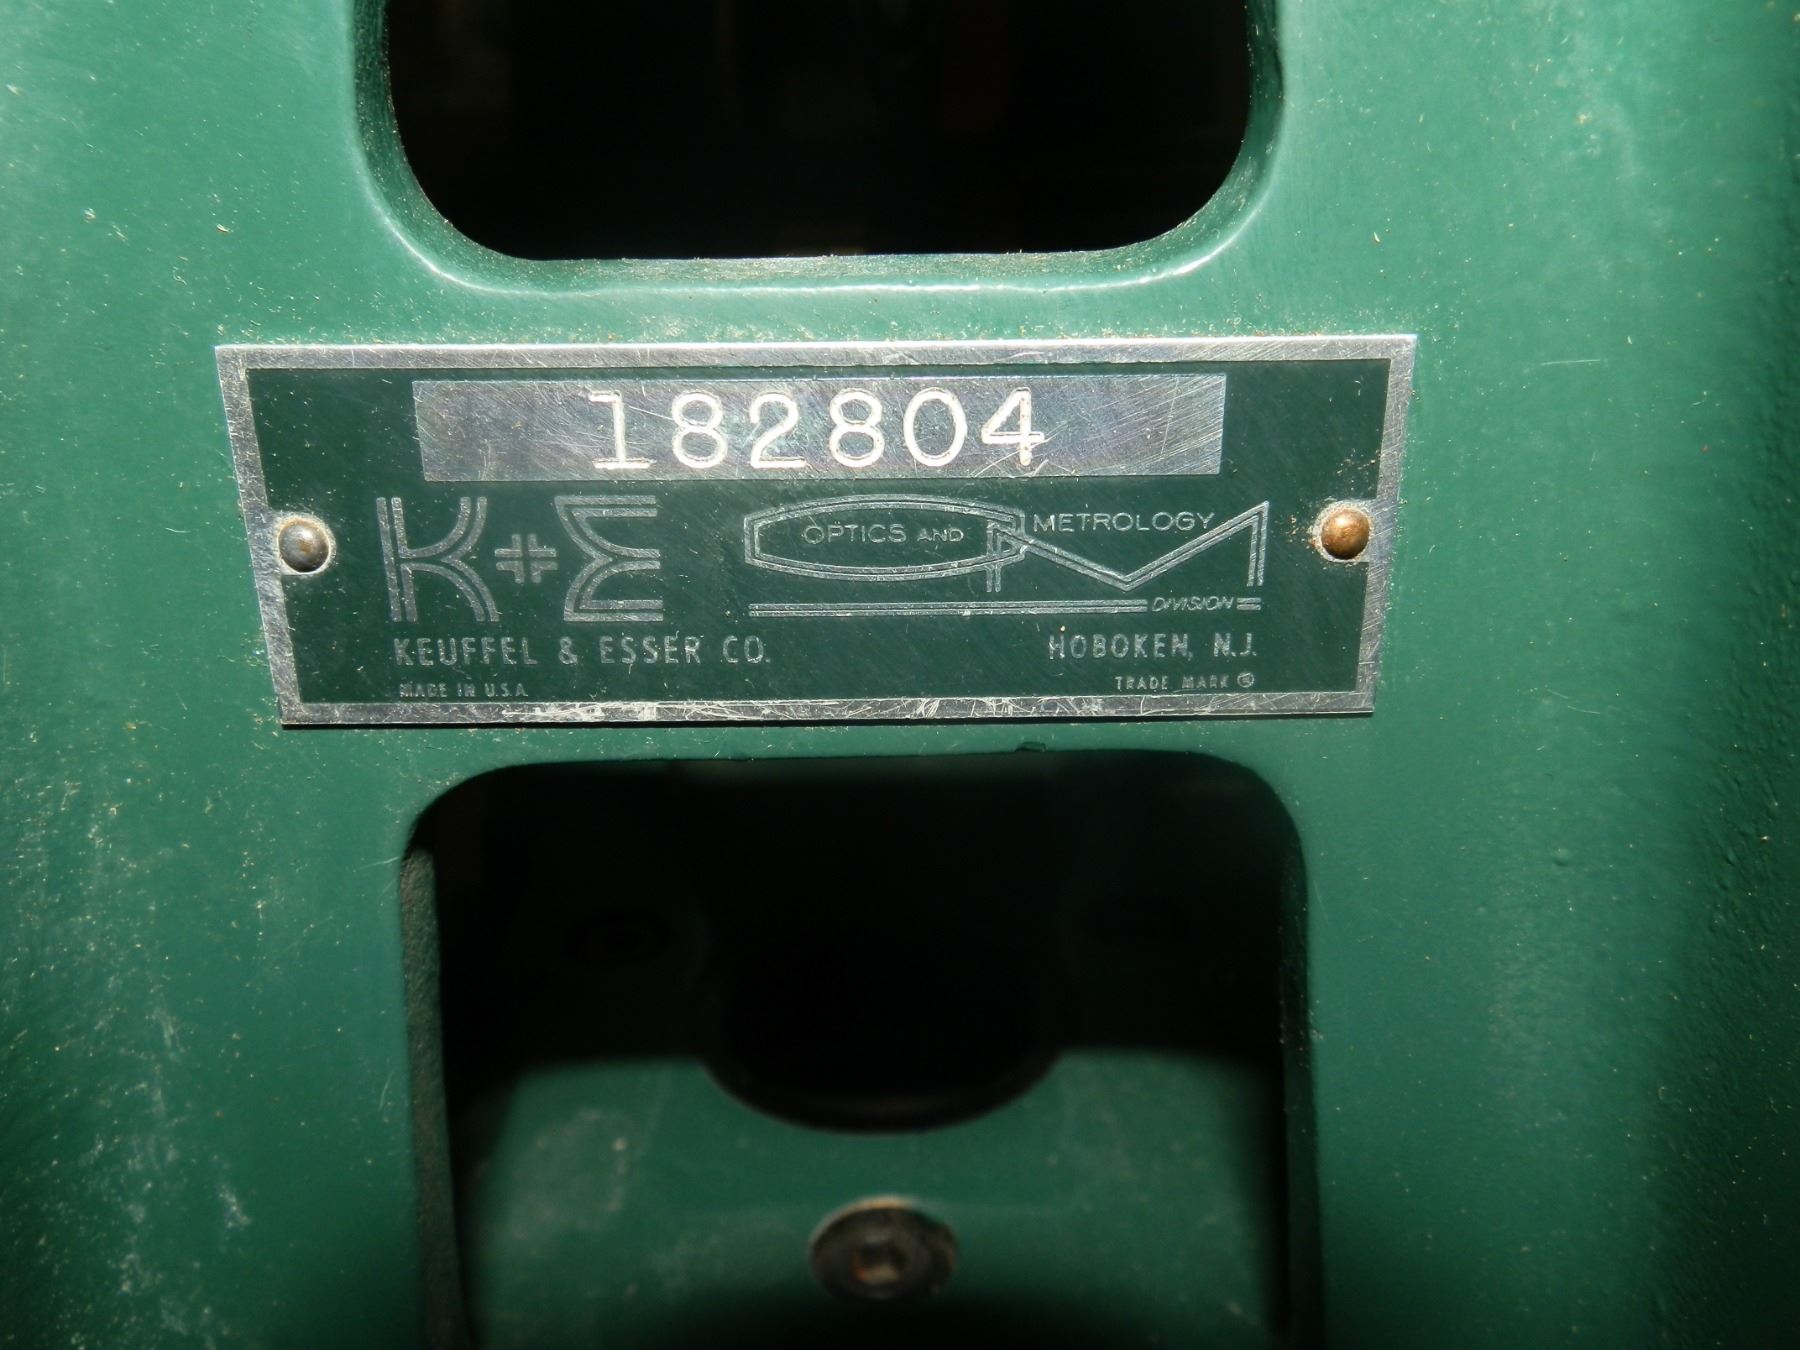 182804
K+E OPTICS AND METROLOGY
DIVISION
KEUFFEL & ESSER CO. HOBOKEN, N.J.
MADE IN U.S.A. TRADE MARK ®